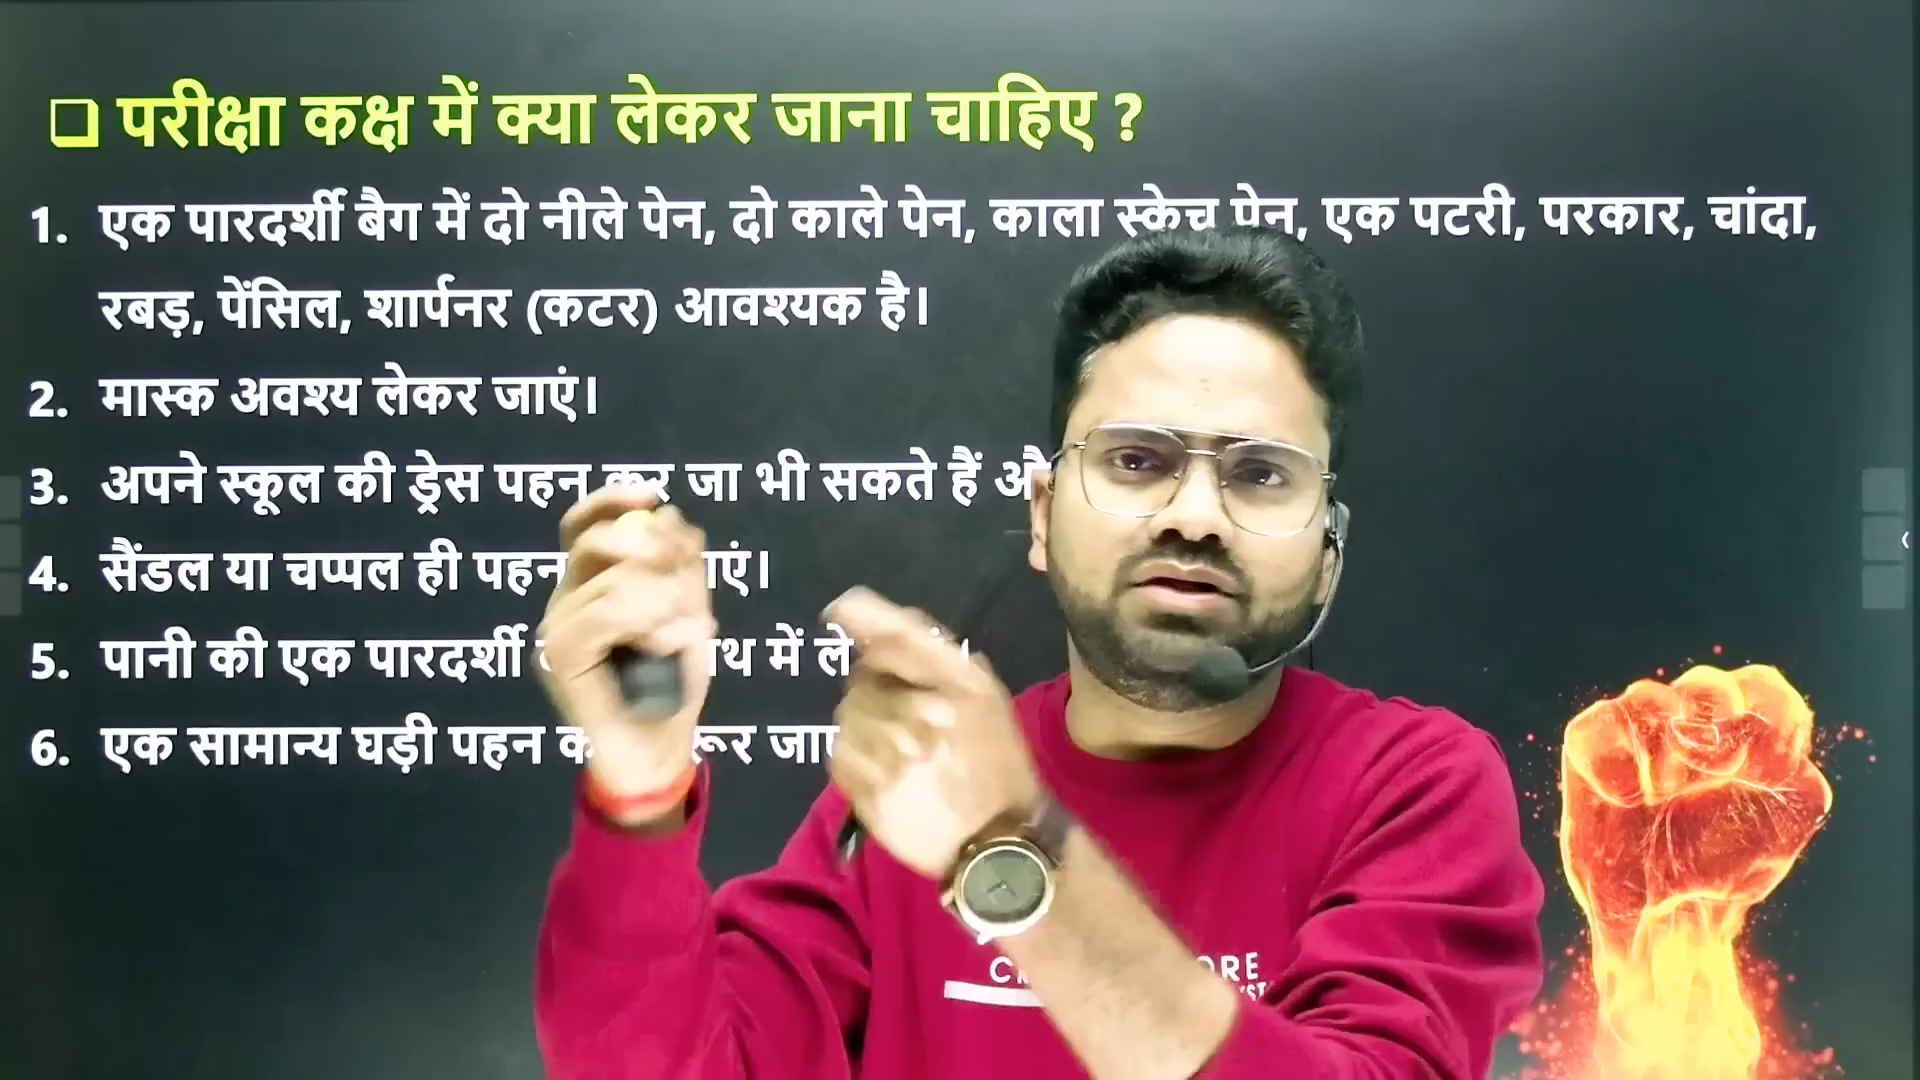 ❑ परीक्षा कक्ष में क्या लेकर जाना चाहिए ?
1. एक पारदर्शी बैग में दो नीले पेन, दो काले पेन, काला स्केच पेन, एक पटरी, परकार, चांदा,
रबड़, पेंसिल, शार्पनर (कटर) आवश्यक है।
2. मास्क अवश्य लेकर जाएं।
3. अपने स्कूल की ड्रेस पहन कर जा भी सकते हैं
4. सैंडल या चप्पल ही पहन
5. पानी की एक पारदर्शी में
6. एक सामान्य घड़ी पहन